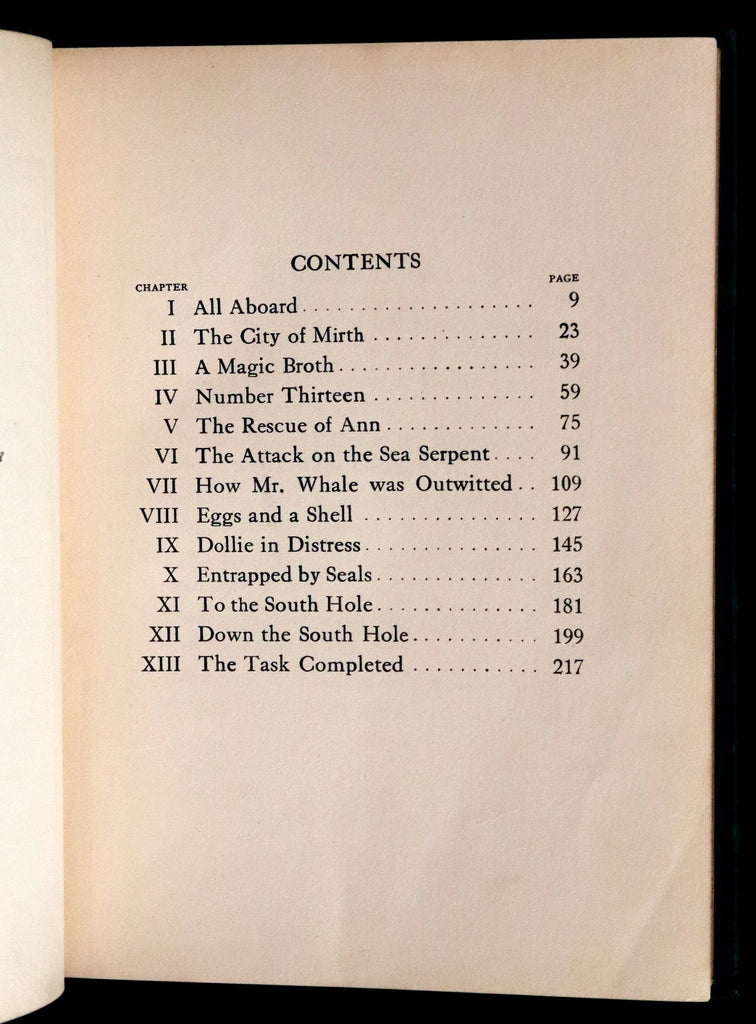 CONTENTS
CHAPTER PAGE
I All Aboard . . . . . . . . . . . . . . . . . . . . 9
II The City of Mirth . . . . . . . . . . . . . . 23
III A Magic Broth . . . . . . . . . . . . . . . . . 39
IV Number Thirteen . . . . . . . . . . . . . . 59
V The Rescue of Ann . . . . . . . . . . . . . 75
VI The Attack on the Sea Serpent . . . . 91
VII How Mr. Whale was Outwitted . . 109
VIII Eggs and a Shell . . . . . . . . . . . . . . . 127
IX Dollie in Distress . . . . . . . . . . . . . . . 145
X Entrapped by Seals . . . . . . . . . . . . . . 163
XI To the South Hole . . . . . . . . . . . . . . 181
XII Down the South Hole . . . . . . . . . . . 199
XIII The Task Completed . . . . . . . . . . . 217